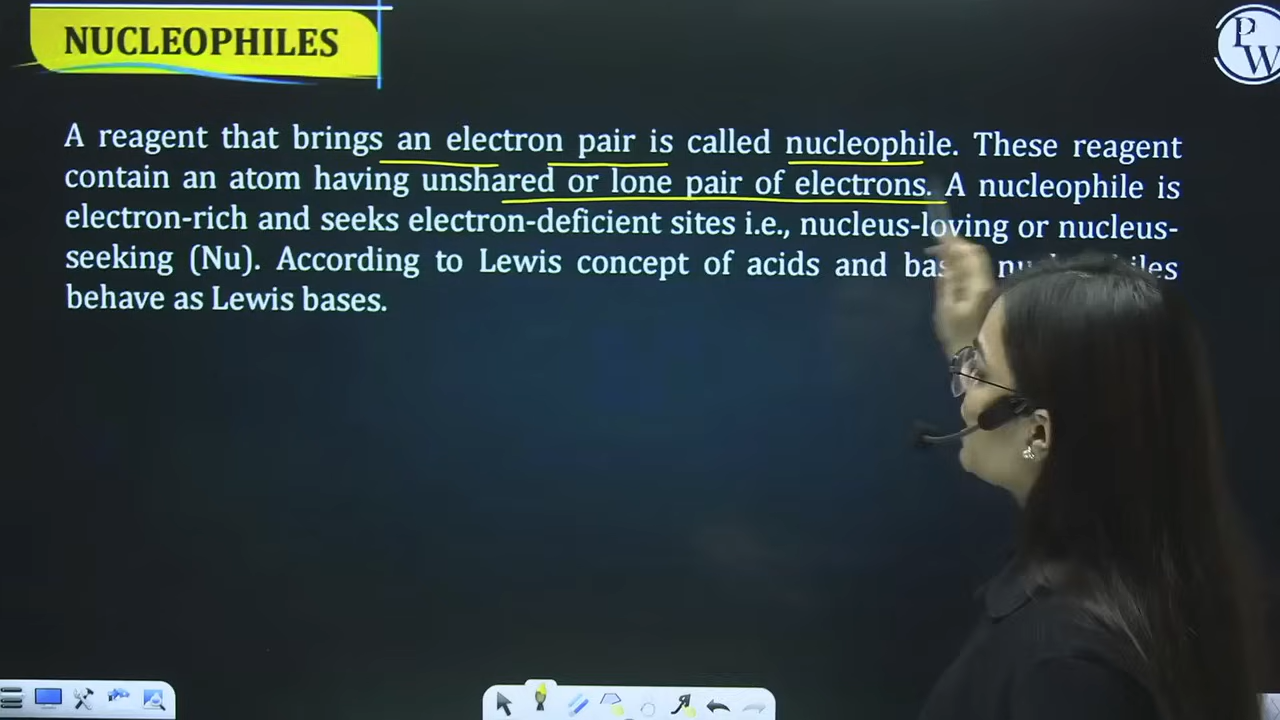 NUCLEOPHILES
PW
A reagent that brings an electron pair is called nucleophile. These reagent
contain an atom having unshared or lone pair of electrons. A nucleophile is
electron-rich and seeks electron-deficient sites i.e., nucleus-loving or nucleus-
seeking (Nu). According to Lewis concept of acids and
behave as Lewis bases.